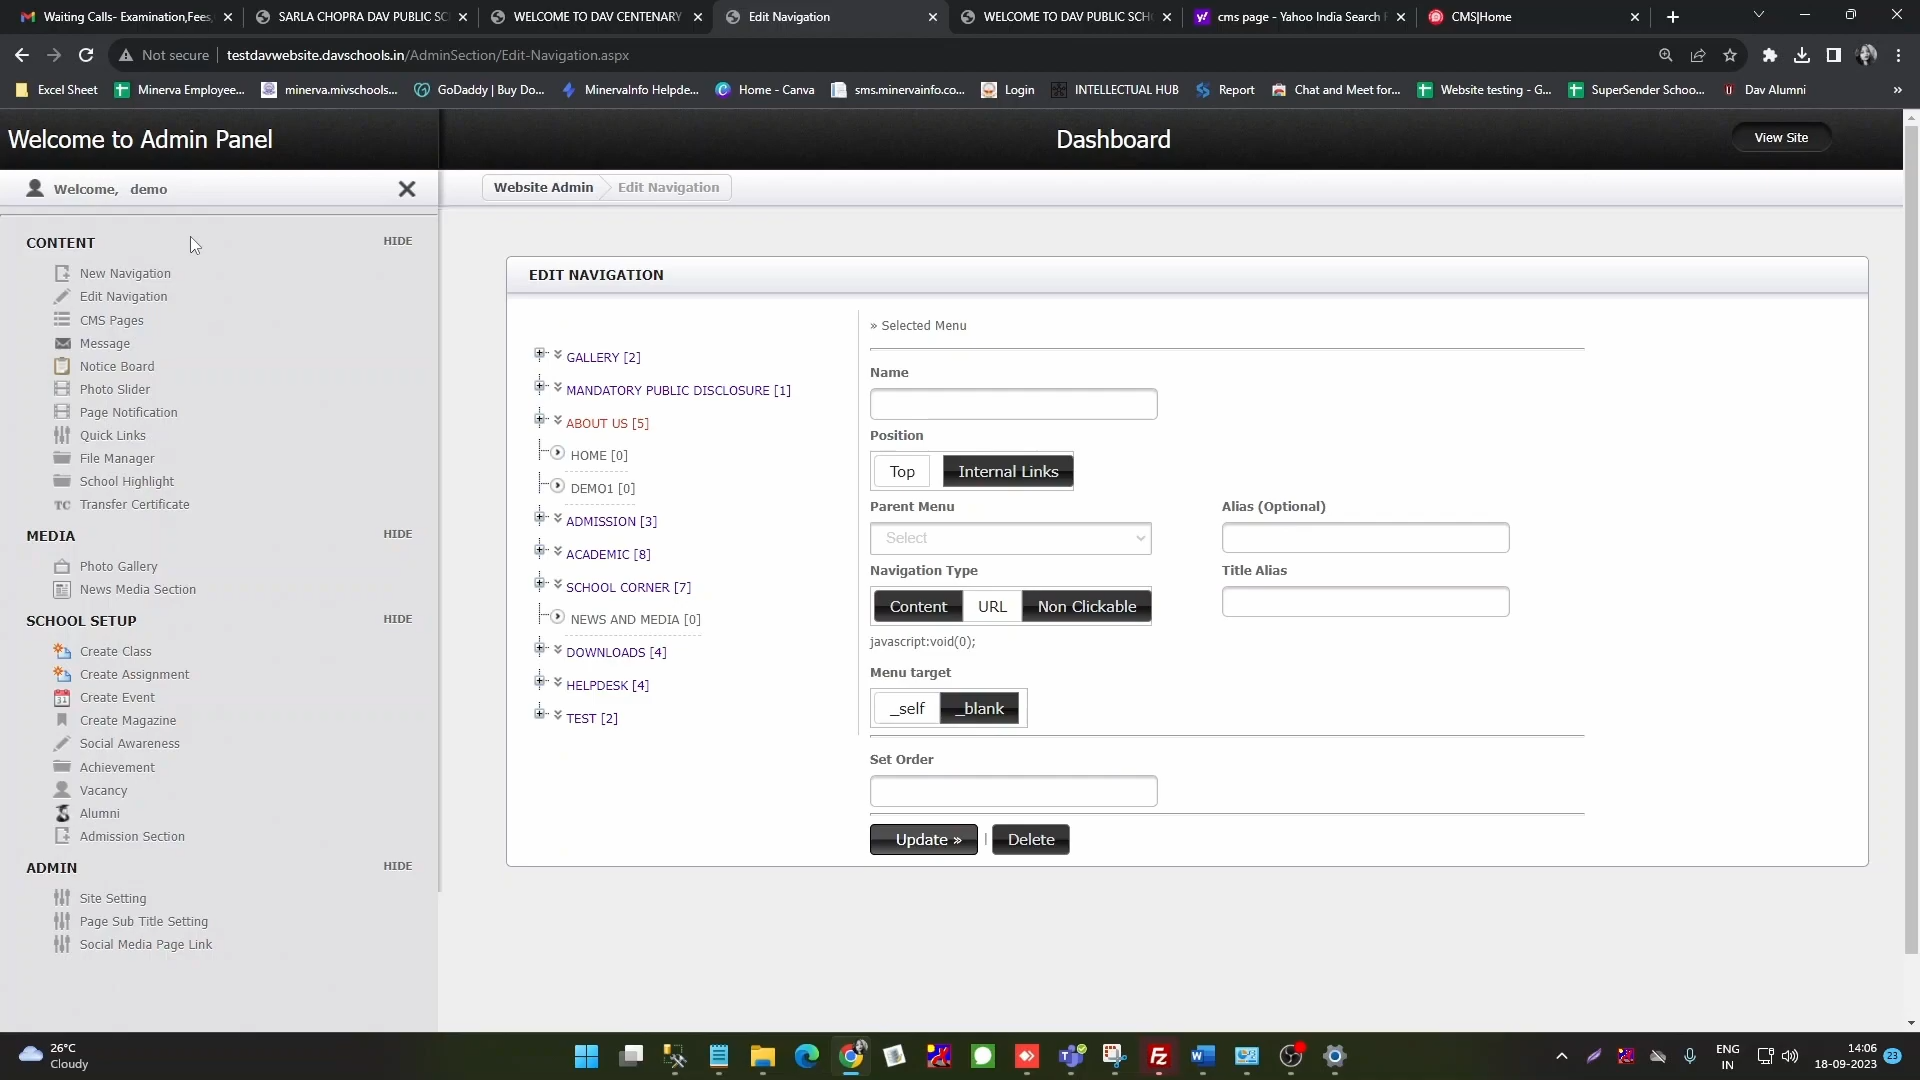 Waiting Calls- Examination,Fees,
SARLA CHOPRA DAV PUBLIC SC
WELCOME TO DAV CENTENARY
Edit Navigation
WELCOME TO DAV PUBLIC SCH
cms page - Yahoo India Search
CMS|Home
Not secure
testdavwebsite.davschools.in/AdminSection/Edit-Navigation.aspx
Excel Sheet
Minerva Employee...
minerva.mivschools...
GoDaddy | Buy Do...
MinervaInfo Helpde...
Home - Canva
sms.minervainfo.co...
Login
INTELLECTUAL HUB
Report
Chat and Meet for...
Website testing - G...
SuperSender Schoo...
Dav Alumni
»
Welcome to Admin Panel
Dashboard
View Site
Welcome, demo
Website Admin
Edit Navigation
CONTENT
HIDE
New Navigation
Edit Navigation
CMS Pages
Message
Notice Board
Photo Slider
Page Notification
Quick Links
File Manager
School Highlight
TC Transfer Certificate
MEDIA
HIDE
Photo Gallery
News Media Section
SCHOOL SETUP
HIDE
Create Class
Create Assignment
Create Event
Create Magazine
Social Awareness
Achievement
Vacancy
Alumni
Admission Section
ADMIN
HIDE
Site Setting
Page Sub Title Setting
Social Media Page Link
EDIT NAVIGATION
GALLERY [2]
MANDATORY PUBLIC DISCLOSURE [1]
ABOUT US [5]
HOME [0]
DEMO1 [0]
ADMISSION [3]
ACADEMIC [8]
SCHOOL CORNER [7]
NEWS AND MEDIA [0]
DOWNLOADS [4]
HELPDESK [4]
TEST [2]
» Selected Menu
Name
Position
Top
Internal Links
Parent Menu
Alias (Optional)
Select
Navigation Type
Title Alias
Content
URL
Non Clickable
javascript:void(0);
Menu target
_self
_blank
Set Order
Update »
|
Delete
26°C
Cloudy
ENG
IN
14:06
18-09-2023
23